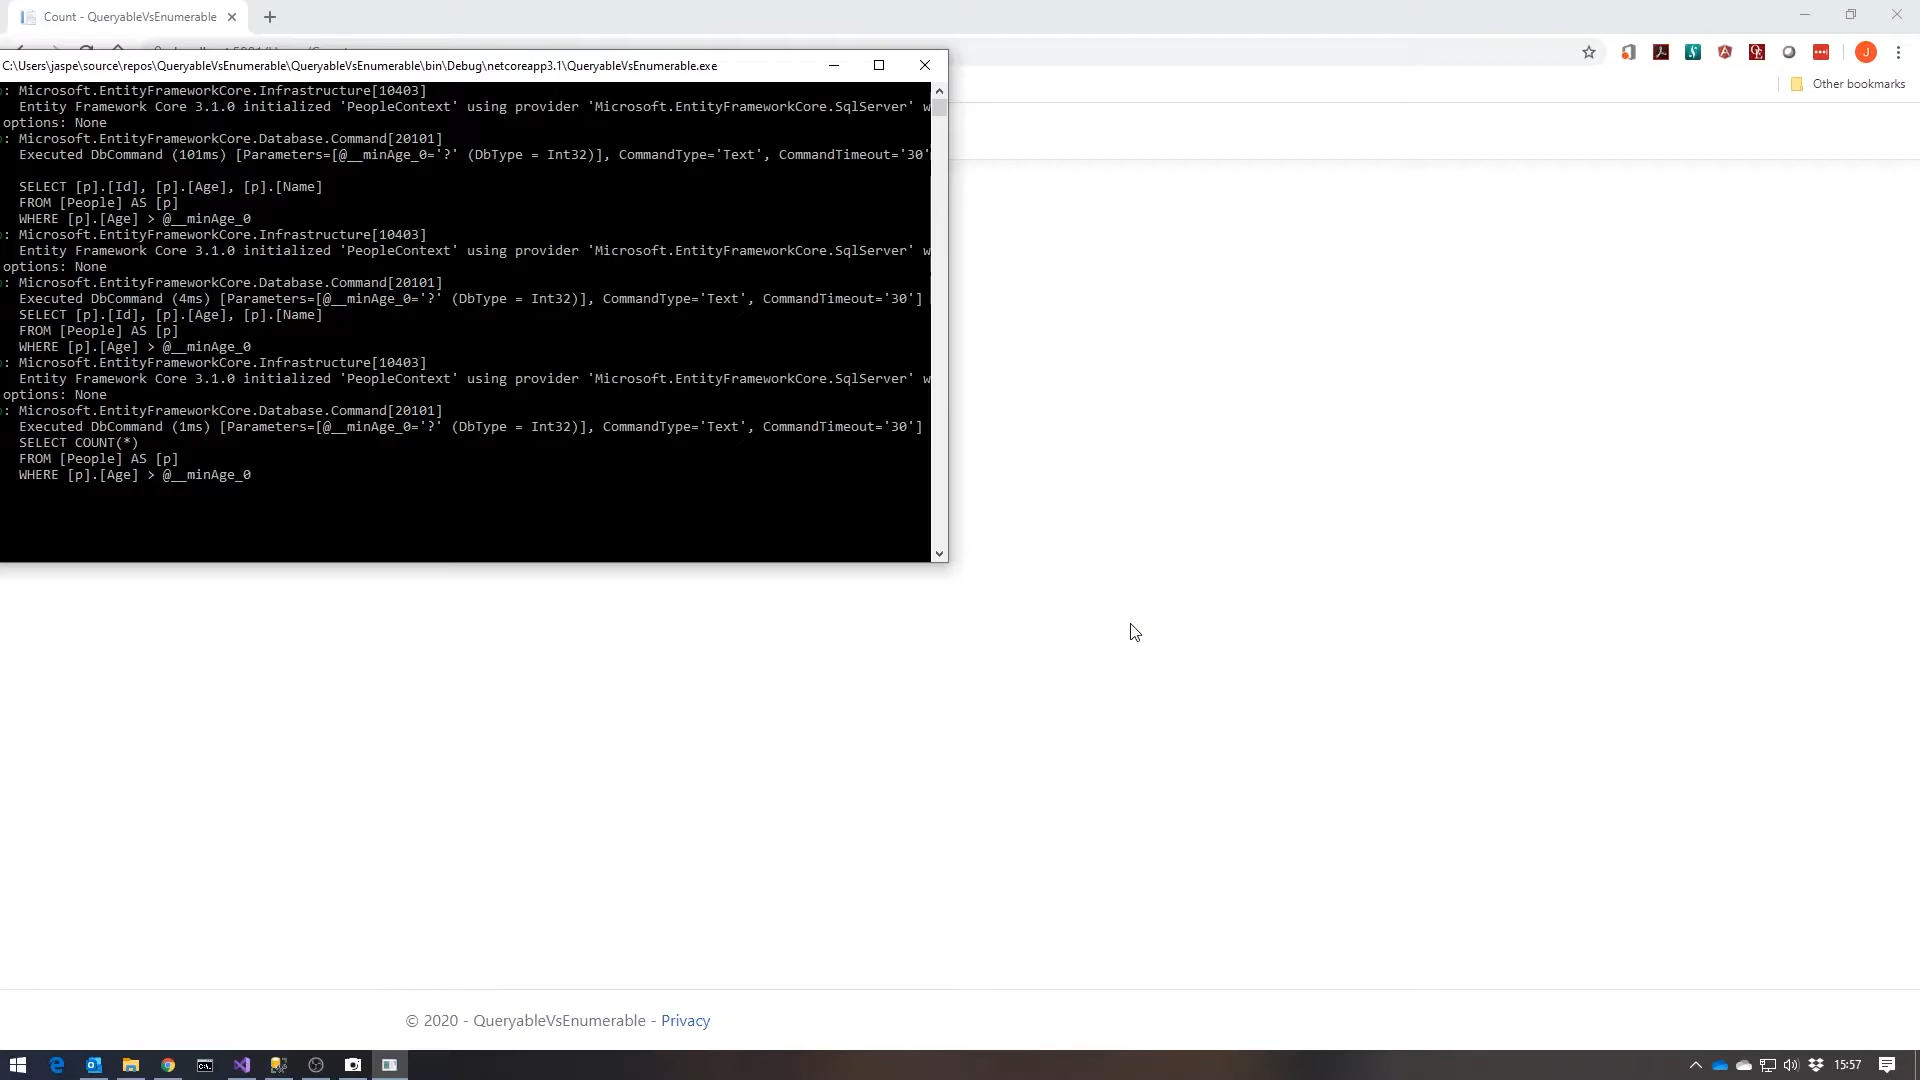 Count - QueryableVsEnumerable
C:\Users\jaspe\source\repos\QueryableVsEnumerable\QueryableVsEnumerable\bin\Debug\netcoreapp3.1\QueryableVsEnumerable.exe
Other bookmarks
: Microsoft.EntityFrameworkCore.Infrastructure[10403]
Entity Framework Core 3.1.0 initialized 'PeopleContext' using provider 'Microsoft.EntityFrameworkCore.SqlServer' w
options: None
: Microsoft.EntityFrameworkCore.Database.Command[20101]
Executed DbCommand (101ms) [Parameters=[@__minAge_0='?' (DbType = Int32)], CommandType='Text', CommandTimeout='30'
SELECT [p].[Id], [p].[Age], [p].[Name]
FROM [People] AS [p]
WHERE [p].[Age] > @__minAge_0
: Microsoft.EntityFrameworkCore.Infrastructure[10403]
Entity Framework Core 3.1.0 initialized 'PeopleContext' using provider 'Microsoft.EntityFrameworkCore.SqlServer' w
options: None
: Microsoft.EntityFrameworkCore.Database.Command[20101]
Executed DbCommand (4ms) [Parameters=[@__minAge_0='?' (DbType = Int32)], CommandType='Text', CommandTimeout='30']
SELECT [p].[Id], [p].[Age], [p].[Name]
FROM [People] AS [p]
WHERE [p].[Age] > @__minAge_0
: Microsoft.EntityFrameworkCore.Infrastructure[10403]
Entity Framework Core 3.1.0 initialized 'PeopleContext' using provider 'Microsoft.EntityFrameworkCore.SqlServer' w
options: None
: Microsoft.EntityFrameworkCore.Database.Command[20101]
Executed DbCommand (1ms) [Parameters=[@__minAge_0='?' (DbType = Int32)], CommandType='Text', CommandTimeout='30']
SELECT COUNT(*)
FROM [People] AS [p]
WHERE [p].[Age] > @__minAge_0
© 2020 - QueryableVsEnumerable - Privacy
15:57